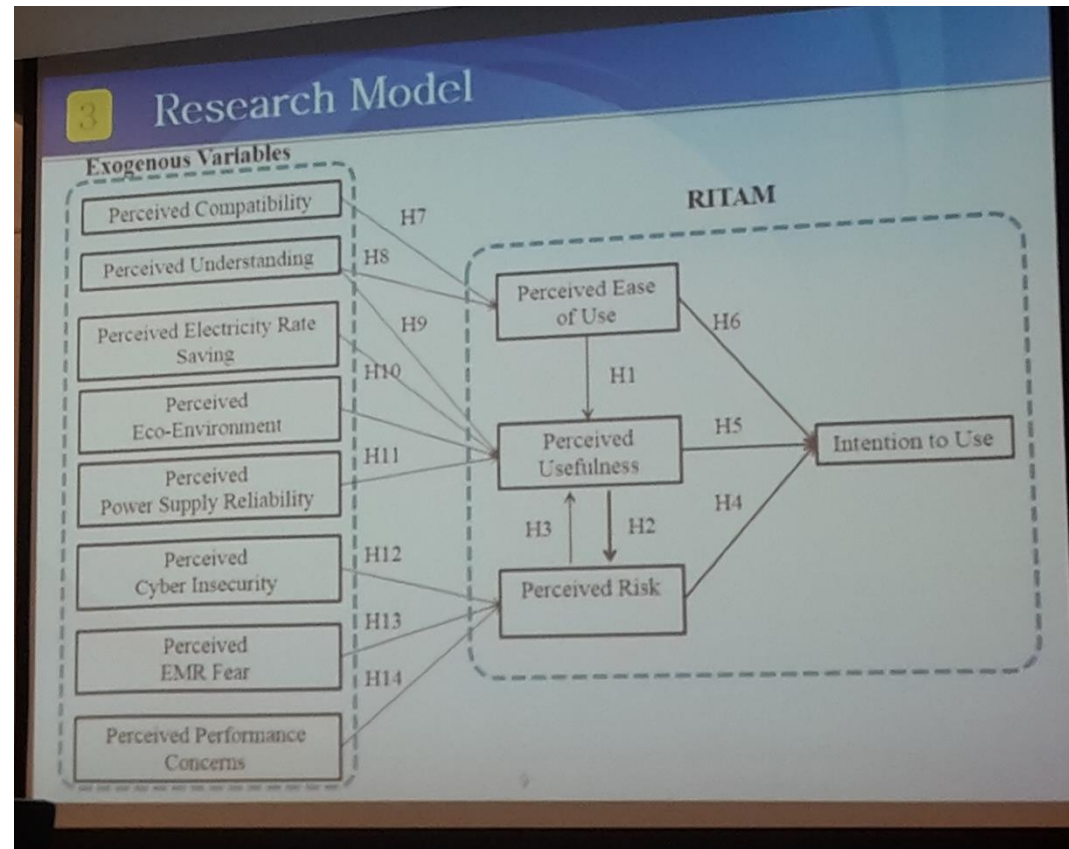 3 Research Model
Exogenous Variables
Perceived Compatibility
Perceived Understanding
Perceived Electricity Rate
Saving
Perceived
Eco-Environment
Perceived
Power Supply Reliability
Perceived
Cyber Insecurity
Perceived
EMR Fear
Perceived Performance
Concerns
H7
H8
H9
H10
H11
H12
H13
H14
RITAM
Perceived Ease
of Use
H6
H1
Perceived
Usefulness
H5
Intention to Use
H4
H3
H2
Perceived Risk